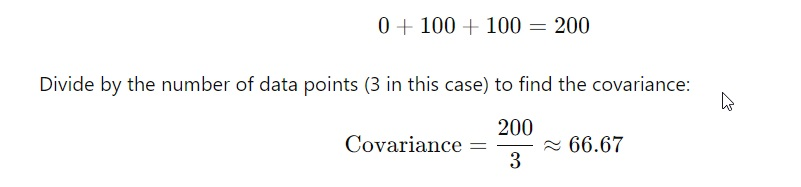 0 + 100 + 100 = 200
Divide by the number of data points (3 in this case) to find the covariance:
Covariance = 200/3 ≈ 66.67